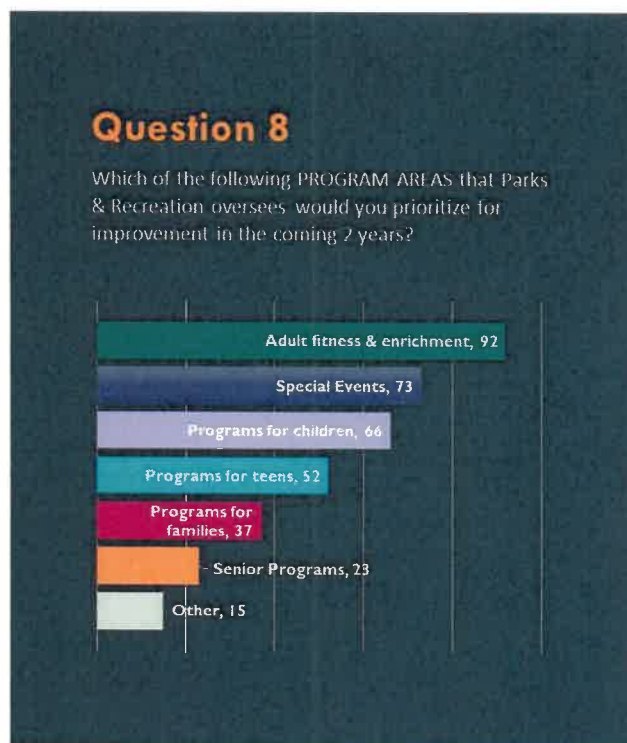 Question 8
Which of the following PROGRAM AREAS that Parks
& Recreation oversees would you prioritize for
improvement in the coming 2 years?
Adult fitness & enrichment, 92
Special Events, 73
Programs for children, 66
Programs for teens, 52
Programs for
families, 37
Senior Programs, 23
Other, 15